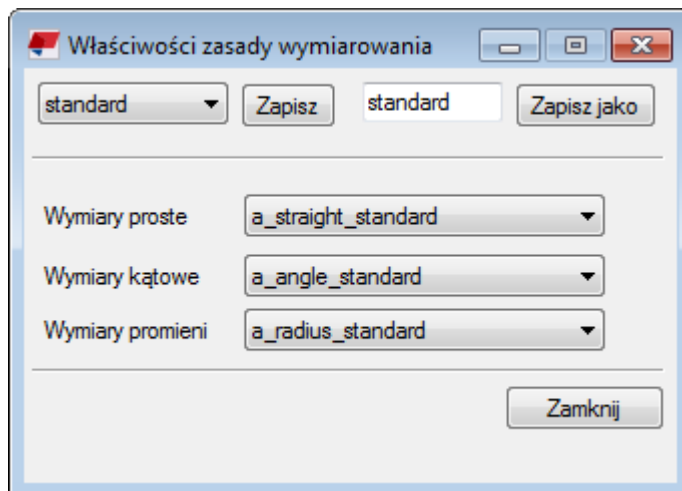 Właściwości zasady wymiarowania
standard Zapisz standard Zapisz jako
Wymiary proste a_straight_standard
Wymiary kątowe a_angle_standard
Wymiary promieni a_radius_standard
Zamknij